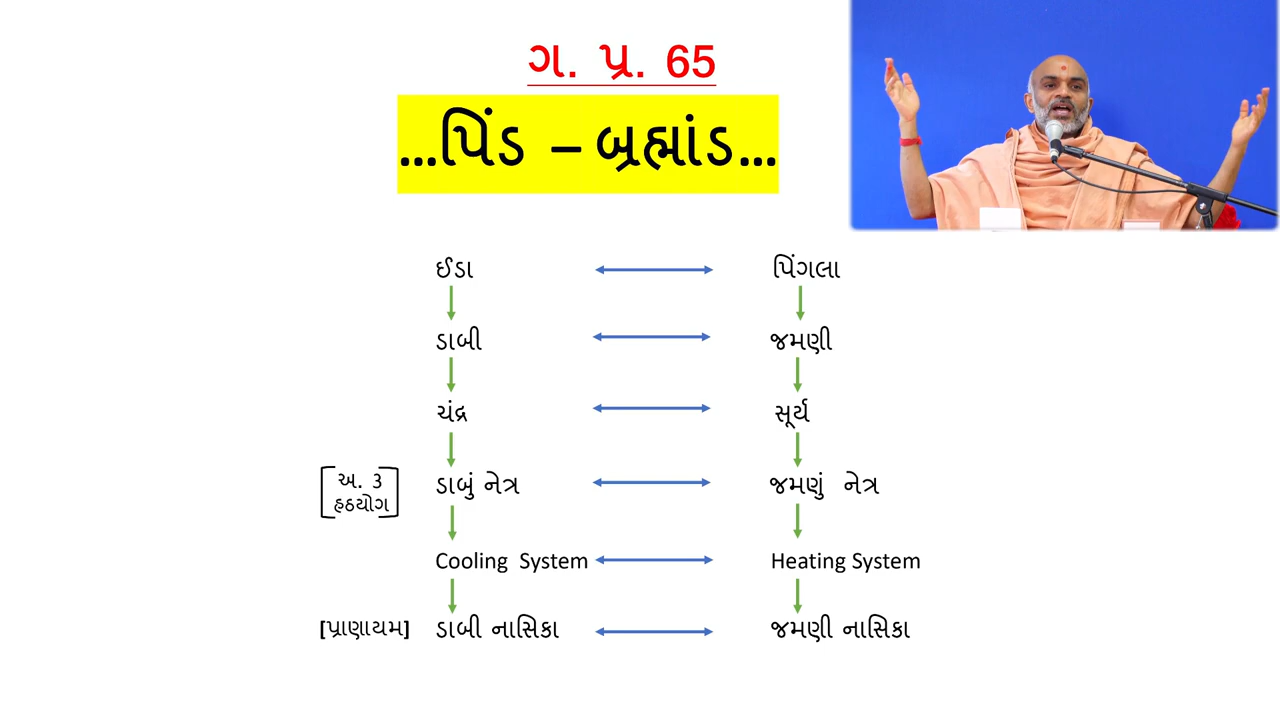 ગ. પ્ર. 65
...પિંડ – બ્રહ્માંડ...
ઈડા પિંગલા
ડાબી જમણી
ચંદ્ર સૂર્ય
[અ. 3
હઠયોગ]
ડાબું નેત્ર જમણું નેત્ર
Cooling System Heating System
[પ્રાણાયમ] ડાબી નાસિકા જમણી નાસિકા